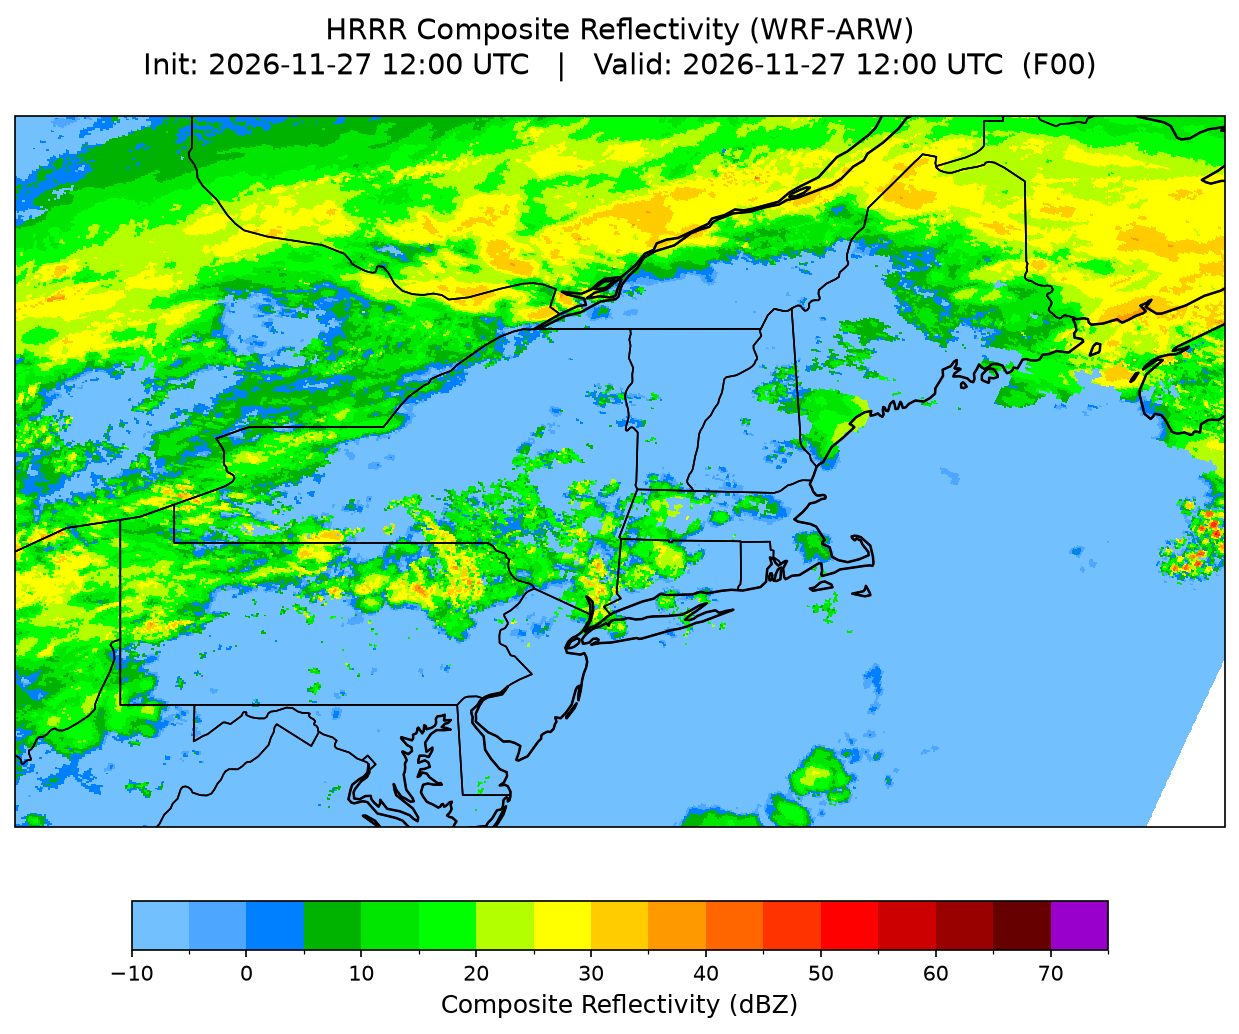 HRRR Composite Reflectivity (WRF-ARW)
Init: 2026-11-27 12:00 UTC | Valid: 2026-11-27 12:00 UTC (F00)
−10 0 10 20 30 40 50 60 70
Composite Reflectivity (dBZ)